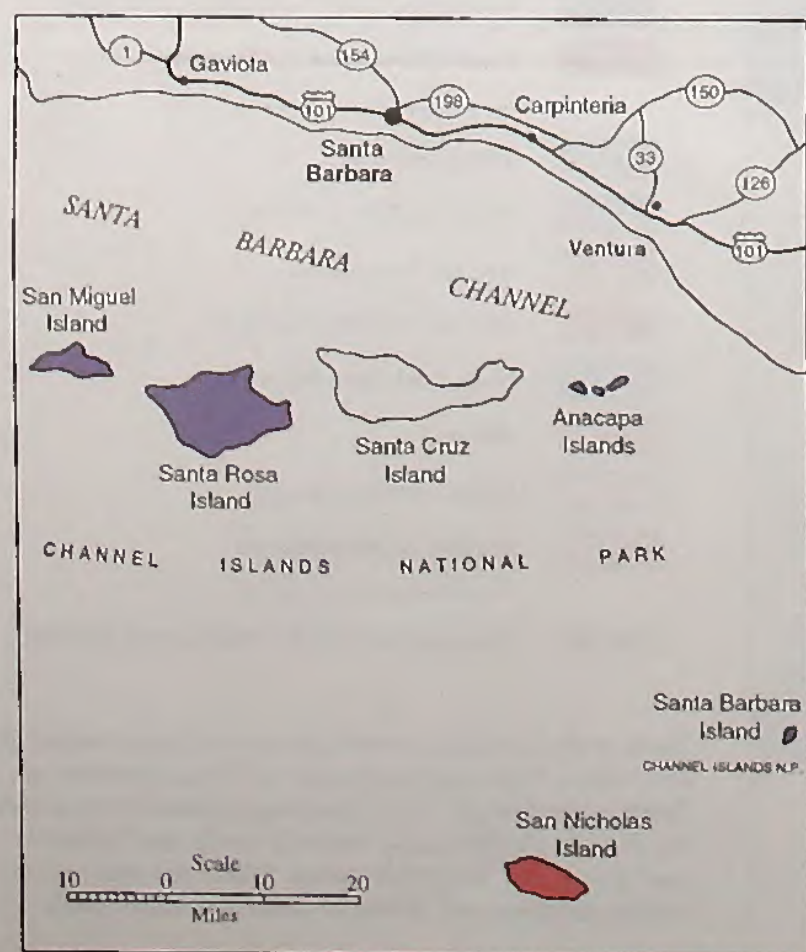 1
154
Gaviota
101
198
Carpinteria
150
Santa
Barbara
33
126
Ventura
101
SANTA BARBARA CHANNEL
San Miguel
Island
Santa Rosa
Island
Santa Cruz
Island
Anacapa
Islands
CHANNEL ISLANDS NATIONAL PARK
Santa Barbara
Island
CHANNEL ISLANDS N.P.
San Nicholas
Island
Scale
10 0 10 20
Miles